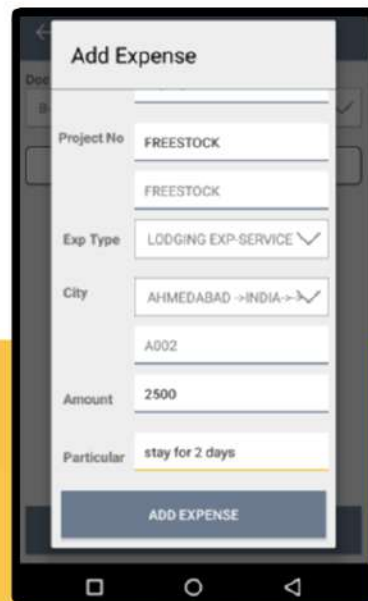 Add Expense
Doc
B-
Project No
FREESTOCK
FREESTOCK
Exp Type
LODGING EXP-SERVICE
City
AHMEDABAD ->INDIA->
A002
Amount
2500
Particular
stay for 2 days
ADD EXPENSE